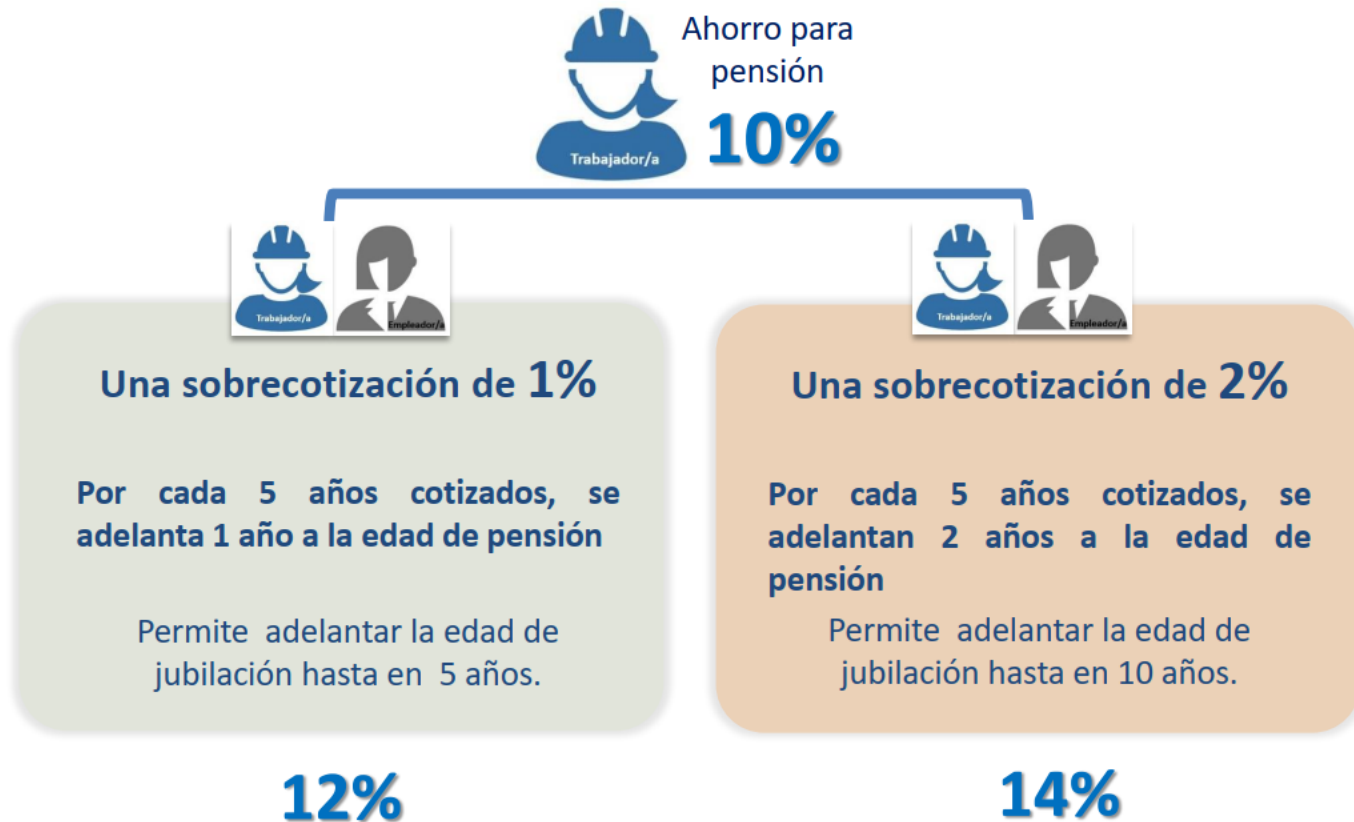 Ahorro para
pensión
10%
Trabajador/a
Trabajador/a
Empleador/a
Una sobrecotización de 1%
Por cada 5 años cotizados, se
adelanta 1 año a la edad de pensión
Permite adelantar la edad de
jubilación hasta en 5 años.
12%
Trabajador/a
Empleador/a
Una sobrecotización de 2%
Por cada 5 años cotizados, se
adelantan 2 años a la edad de
pensión
Permite adelantar la edad de
jubilación hasta en 10 años.
14%